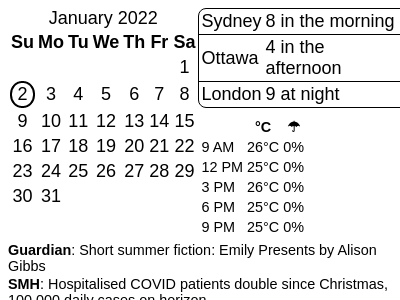 January 2022
Su Mo Tu We Th Fr Sa
1
2 3 4 5 6 7 8
9 10 11 12 13 14 15
16 17 18 19 20 21 22
23 24 25 26 27 28 29
30 31
Sydney 8 in the morning
Ottawa 4 in the
afternoon
London 9 at night
°C ☂
9 AM 26°C 0%
12 PM 25°C 0%
3 PM 26°C 0%
6 PM 25°C 0%
9 PM 25°C 0%
Guardian: Short summer fiction: Emily Presents by Alison
Gibbs
SMH: Hospitalised COVID patients double since Christmas,
100,000 daily cases on horizon